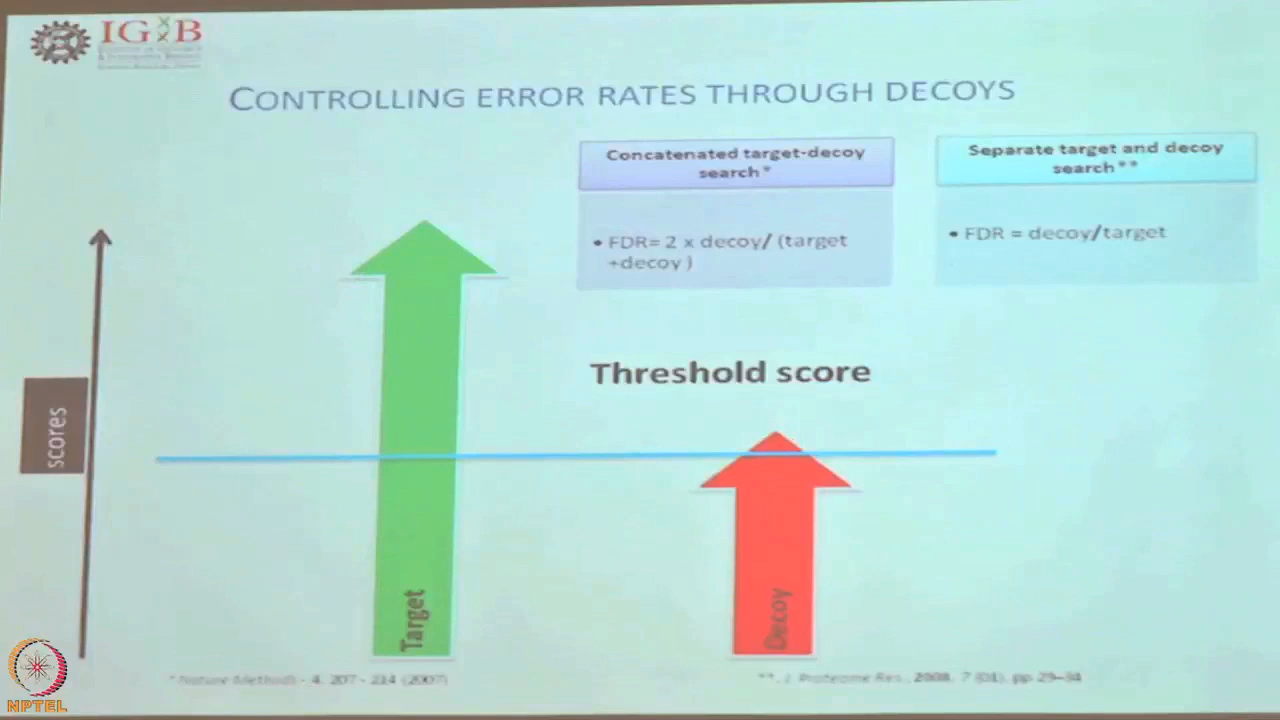 IGIB
CONTROLLING ERROR RATES THROUGH DECOYS
Concatenated target-decoy
search*
• FDR= 2 x decoy/ (target
+decoy )
Separate target and decoy
search**
• FDR = decoy/target
Threshold score
scores
Target
Decoy
* Nature Methods - 4, 207 - 214 (2007)
**. J. Proteome Res., 2008, 7 (01), pp 29–34
NPTEL